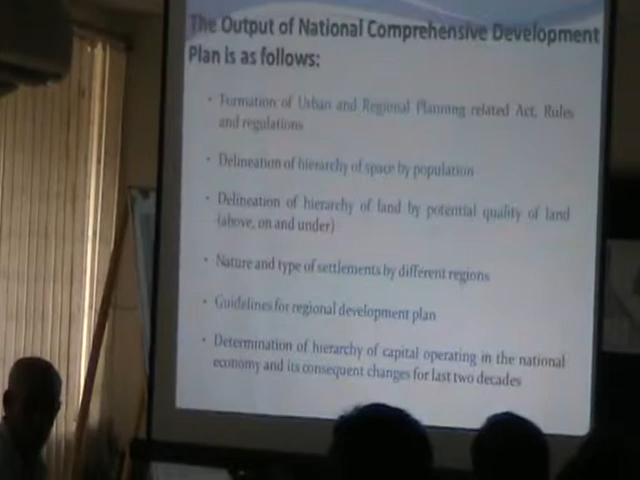 The Output of National Comprehensive Development
Plan is as follows:
• Formation of Urban and Regional Planning related Act, Rules
and regulations
• Delineation of hierarchy of space by population
• Delineation of hierarchy of land by potential quality of land
(above, on and under)
• Nature and type of settlements by different regions
• Guidelines for regional development plan
• Determination of hierarchy of capital operating in the national
economy and its consequent changes for last two decades